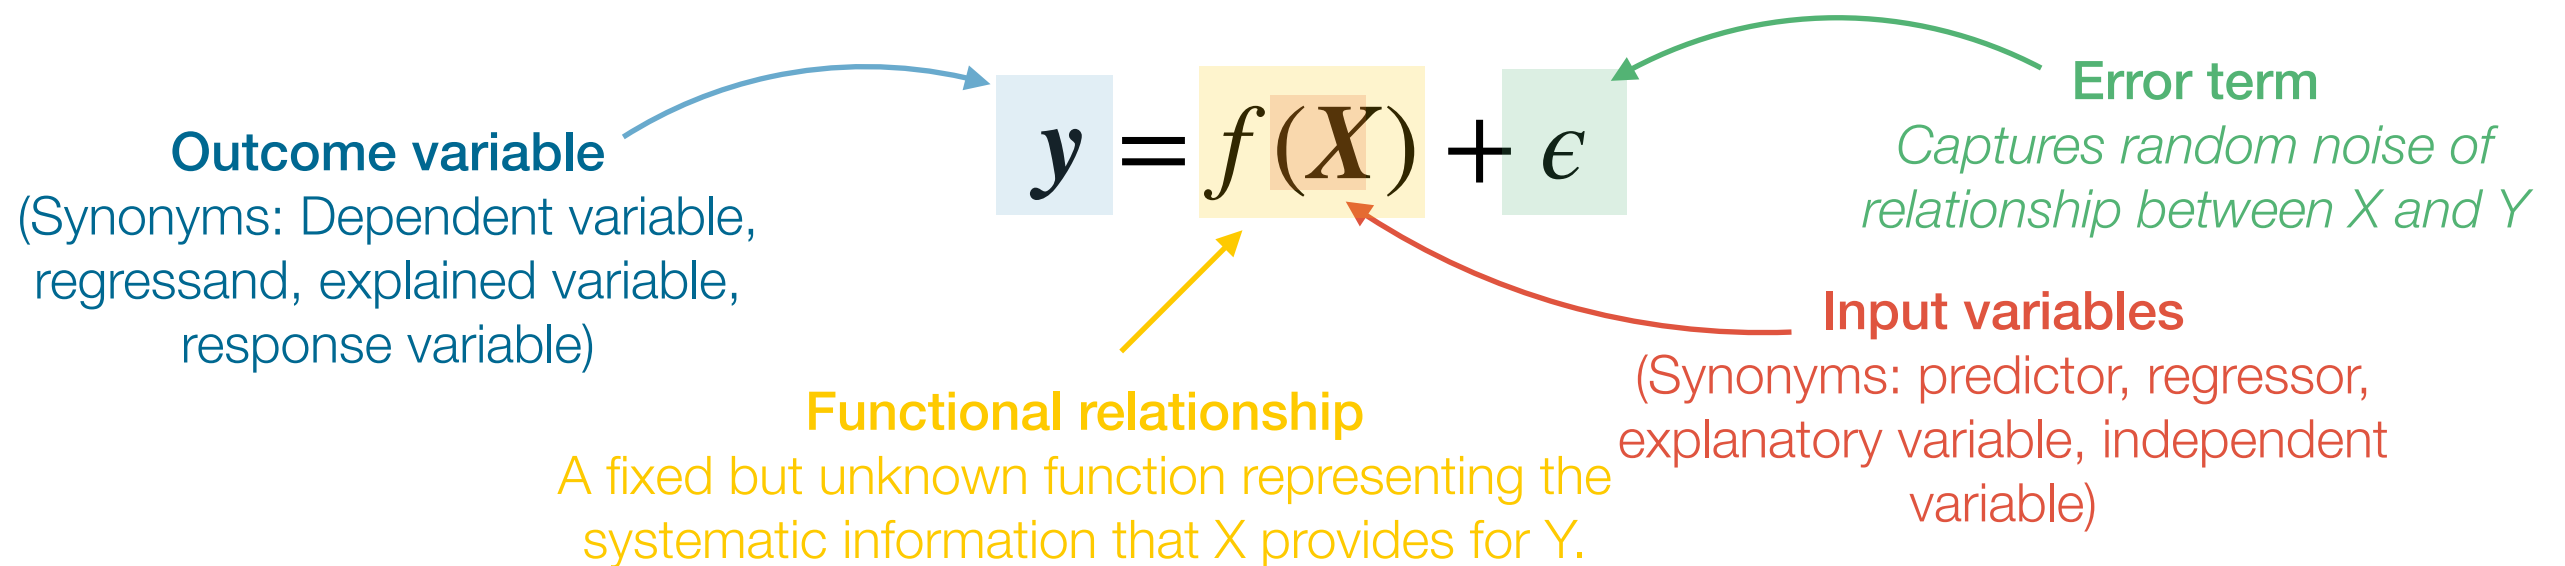 y = f(X) + ϵ
Outcome variable
(Synonyms: Dependent variable,
regressand, explained variable,
response variable)
Functional relationship
A fixed but unknown function representing the
systematic information that X provides for Y.
Error term
Captures random noise of
relationship between X and Y
Input variables
(Synonyms: predictor, regressor,
explanatory variable, independent
variable)